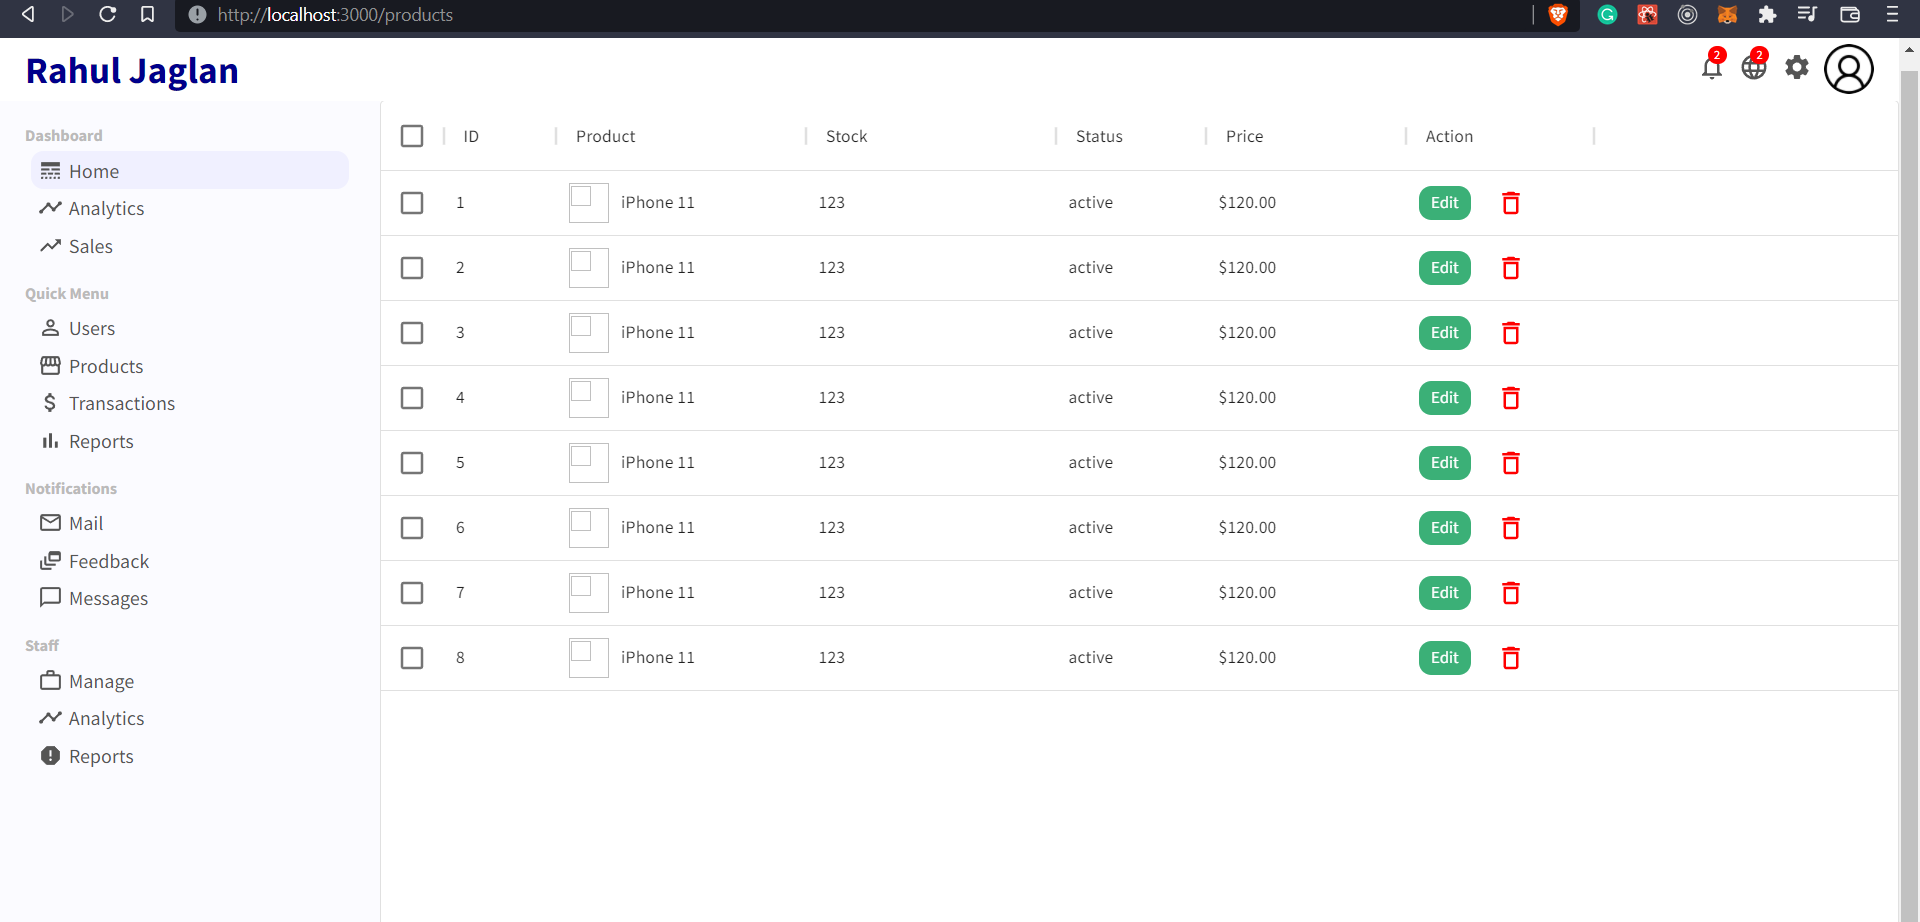 http://localhost:3000/products
Rahul Jaglan
2
2
Dashboard
Home
Analytics
Sales
Quick Menu
Users
Products
Transactions
Reports
Notifications
Mail
Feedback
Messages
Staff
Manage
Analytics
Reports
ID Product Stock Status Price Action
1 iPhone 11 123 active $120.00 Edit
2 iPhone 11 123 active $120.00 Edit
3 iPhone 11 123 active $120.00 Edit
4 iPhone 11 123 active $120.00 Edit
5 iPhone 11 123 active $120.00 Edit
6 iPhone 11 123 active $120.00 Edit
7 iPhone 11 123 active $120.00 Edit
8 iPhone 11 123 active $120.00 Edit